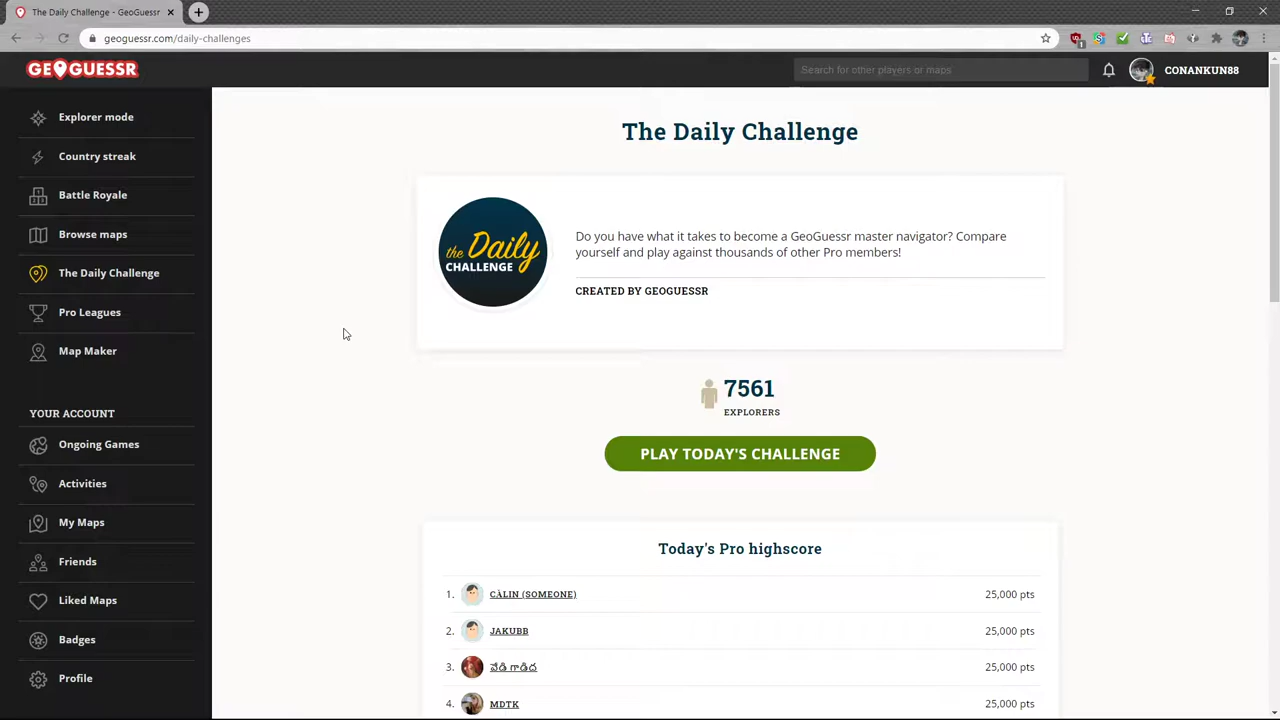 The Daily Challenge - GeoGuessr
geoguessr.com/daily-challenges
GEOGUESSR
Search for other players or maps
CONANKUN88
Explorer mode
Country streak
Battle Royale
Browse maps
The Daily Challenge
Pro Leagues
Map Maker
YOUR ACCOUNT
Ongoing Games
Activities
My Maps
Friends
Liked Maps
Badges
Profile
The Daily Challenge
the Daily
CHALLENGE
Do you have what it takes to become a GeoGuessr master navigator? Compare
yourself and play against thousands of other Pro members!
CREATED BY GEOGUESSR
7561
EXPLORERS
PLAY TODAY'S CHALLENGE
Today's Pro highscore
1. CĂLIN (SOMEONE) 25,000 pts
2. JAKUBB 25,000 pts
3. 25,000 pts
4. MDTK 25,000 pts